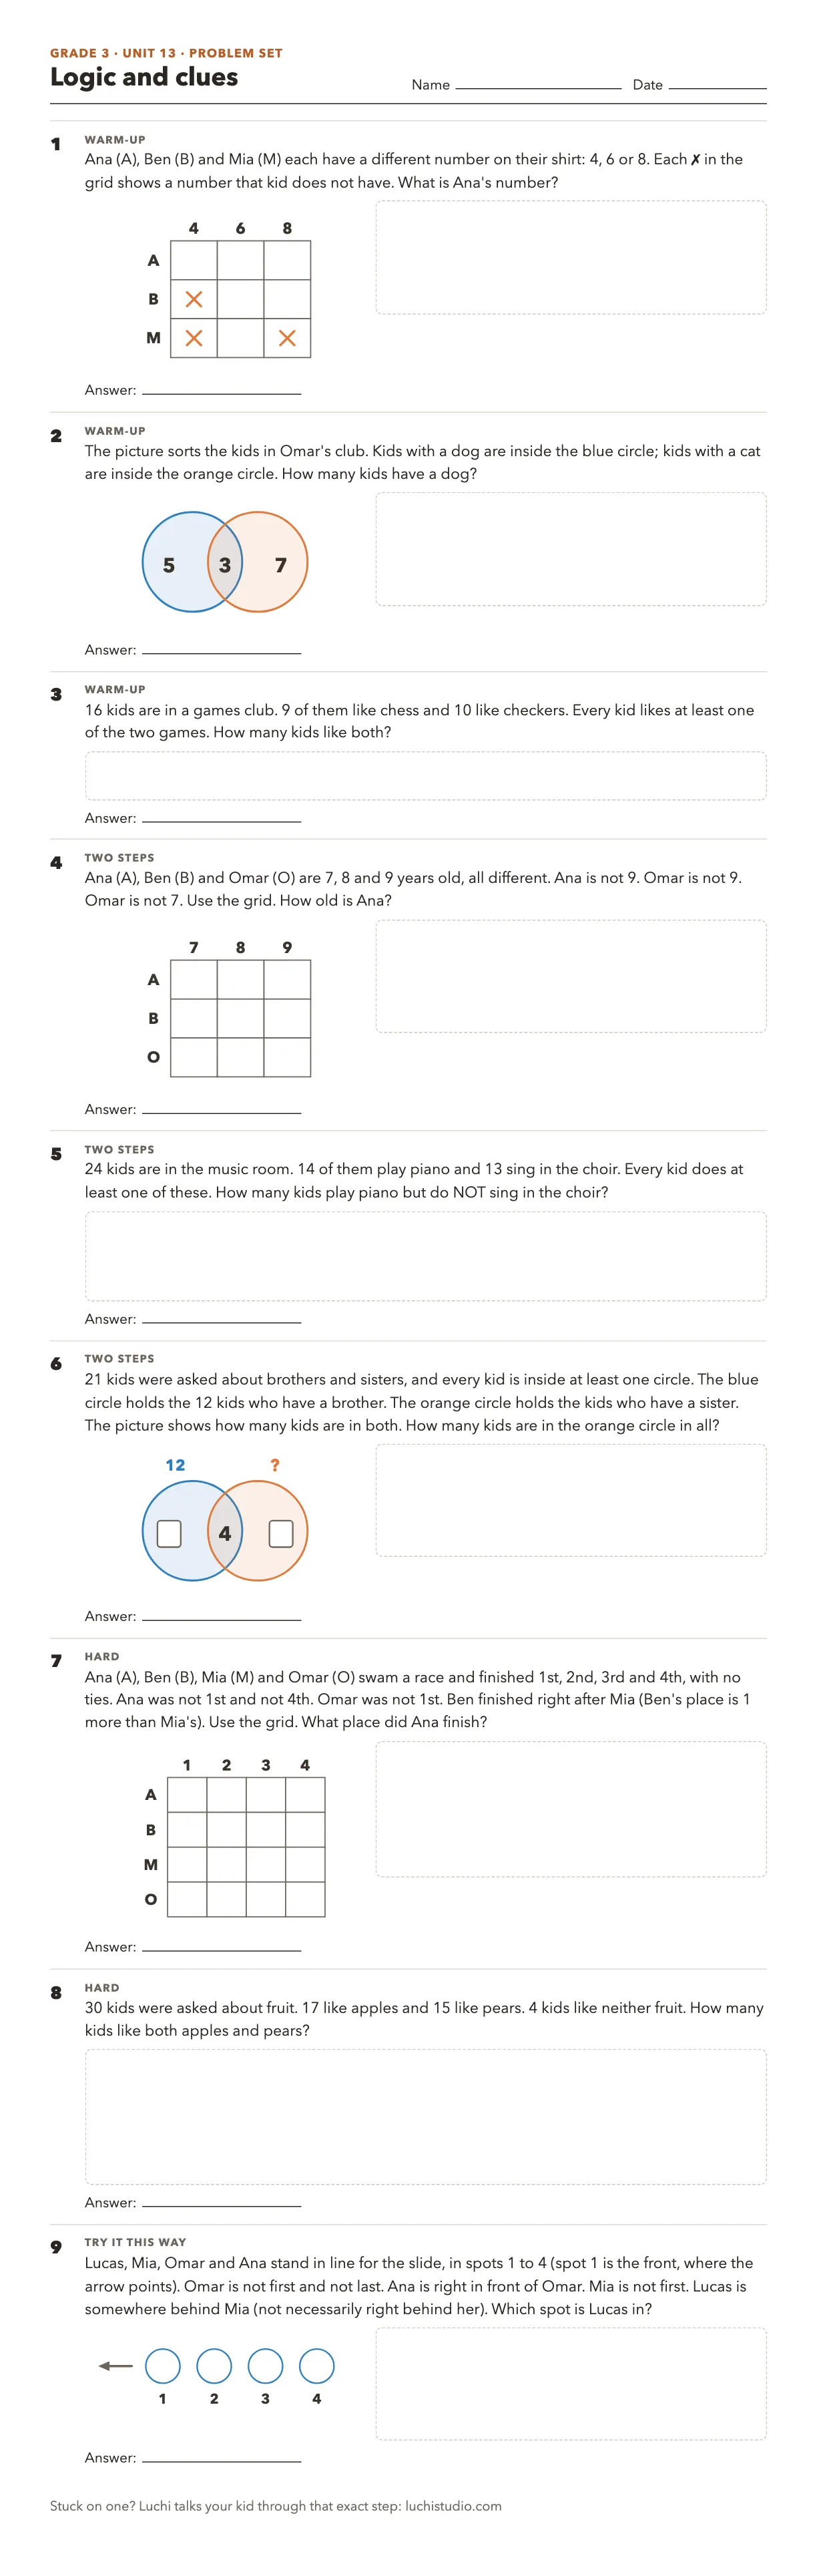 GRADE 3 · UNIT 13 · PROBLEM SET
Logic and clues
Name Date
1
WARM-UP
Ana (A), Ben (B) and Mia (M) each have a different number on their shirt: 4, 6 or 8. Each ✗ in the
grid shows a number that kid does not have. What is Ana's number?
4 6 8
A
B
M
Answer:
2
WARM-UP
The picture sorts the kids in Omar's club. Kids with a dog are inside the blue circle; kids with a cat
are inside the orange circle. How many kids have a dog?
5 3 7
Answer:
3
WARM-UP
16 kids are in a games club. 9 of them like chess and 10 like checkers. Every kid likes at least one
of the two games. How many kids like both?
Answer:
4
TWO STEPS
Ana (A), Ben (B) and Omar (O) are 7, 8 and 9 years old, all different. Ana is not 9. Omar is not 9.
Omar is not 7. Use the grid. How old is Ana?
7 8 9
A
B
O
Answer:
5
TWO STEPS
24 kids are in the music room. 14 of them play piano and 13 sing in the choir. Every kid does at
least one of these. How many kids play piano but do NOT sing in the choir?
Answer:
6
TWO STEPS
21 kids were asked about brothers and sisters, and every kid is inside at least one circle. The blue
circle holds the 12 kids who have a brother. The orange circle holds the kids who have a sister.
The picture shows how many kids are in both. How many kids are in the orange circle in all?
12 ?
4
Answer:
7
HARD
Ana (A), Ben (B), Mia (M) and Omar (O) swam a race and finished 1st, 2nd, 3rd and 4th, with no
ties. Ana was not 1st and not 4th. Omar was not 1st. Ben finished right after Mia (Ben's place is 1
more than Mia's). Use the grid. What place did Ana finish?
1 2 3 4
A
B
M
O
Answer:
8
HARD
30 kids were asked about fruit. 17 like apples and 15 like pears. 4 kids like neither fruit. How many
kids like both apples and pears?
Answer:
9
TRY IT THIS WAY
Lucas, Mia, Omar and Ana stand in line for the slide, in spots 1 to 4 (spot 1 is the front, where the
arrow points). Omar is not first and not last. Ana is right in front of Omar. Mia is not first. Lucas is
somewhere behind Mia (not necessarily right behind her). Which spot is Lucas in?
1 2 3 4
Answer:
Stuck on one? Luchi talks your kid through that exact step: luchistudio.com